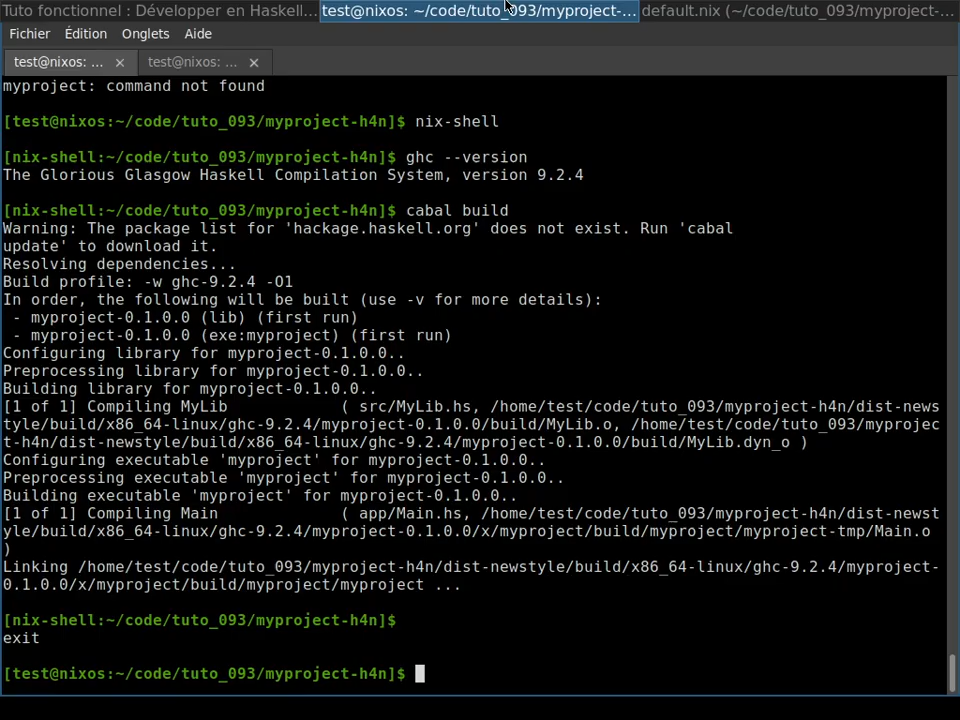 Tuto fonctionnel : Développer en Haskell... test@nixos: ~/code/tuto_093/myproject-... default.nix (~/code/tuto_093/myproject-...
Fichier Édition Onglets Aide
test@nixos: ... × test@nixos: ... ×
myproject: command not found
[test@nixos:~/code/tuto_093/myproject-h4n]$ nix-shell
[nix-shell:~/code/tuto_093/myproject-h4n]$ ghc --version
The Glorious Glasgow Haskell Compilation System, version 9.2.4
[nix-shell:~/code/tuto_093/myproject-h4n]$ cabal build
Warning: The package list for 'hackage.haskell.org' does not exist. Run 'cabal
update' to download it.
Resolving dependencies...
Build profile: -w ghc-9.2.4 -O1
In order, the following will be built (use -v for more details):
 - myproject-0.1.0.0 (lib) (first run)
 - myproject-0.1.0.0 (exe:myproject) (first run)
Configuring library for myproject-0.1.0.0..
Preprocessing library for myproject-0.1.0.0..
Building library for myproject-0.1.0.0..
[1 of 1] Compiling MyLib            ( src/MyLib.hs, /home/test/code/tuto_093/myproject-h4n/dist-news
tyle/build/x86_64-linux/ghc-9.2.4/myproject-0.1.0.0/build/MyLib.o, /home/test/code/tuto_093/myprojec
t-h4n/dist-newstyle/build/x86_64-linux/ghc-9.2.4/myproject-0.1.0.0/build/MyLib.dyn_o )
Configuring executable 'myproject' for myproject-0.1.0.0..
Preprocessing executable 'myproject' for myproject-0.1.0.0..
Building executable 'myproject' for myproject-0.1.0.0..
[1 of 1] Compiling Main             ( app/Main.hs, /home/test/code/tuto_093/myproject-h4n/dist-newst
yle/build/x86_64-linux/ghc-9.2.4/myproject-0.1.0.0/x/myproject/build/myproject/myproject-tmp/Main.o
)
Linking /home/test/code/tuto_093/myproject-h4n/dist-newstyle/build/x86_64-linux/ghc-9.2.4/myproject-
0.1.0.0/x/myproject/build/myproject/myproject ...
[nix-shell:~/code/tuto_093/myproject-h4n]$
exit
[test@nixos:~/code/tuto_093/myproject-h4n]$